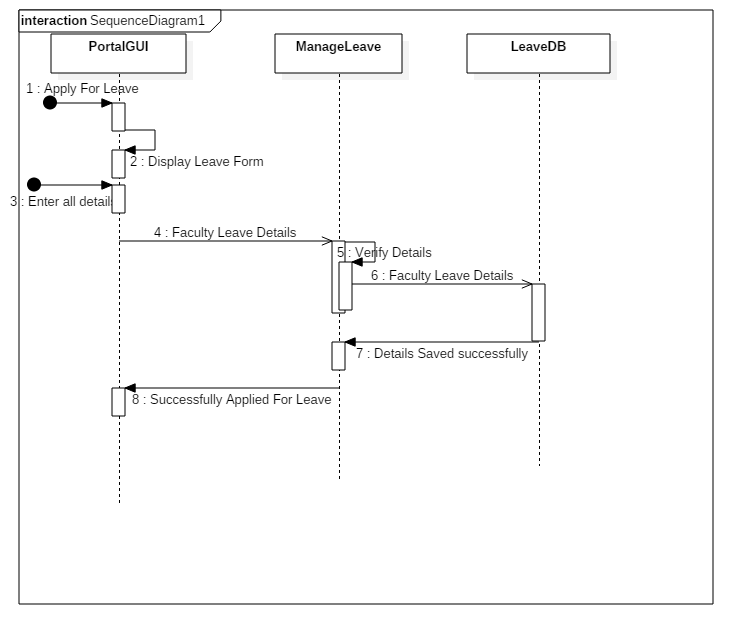 interaction SequenceDiagram1
PortalGUI
ManageLeave
LeaveDB
1 : Apply For Leave
2 : Display Leave Form
3 : Enter all details
4 : Faculty Leave Details
5 : Verify Details
6 : Faculty Leave Details
7 : Details Saved successfully
8 : Successfully Applied For Leave